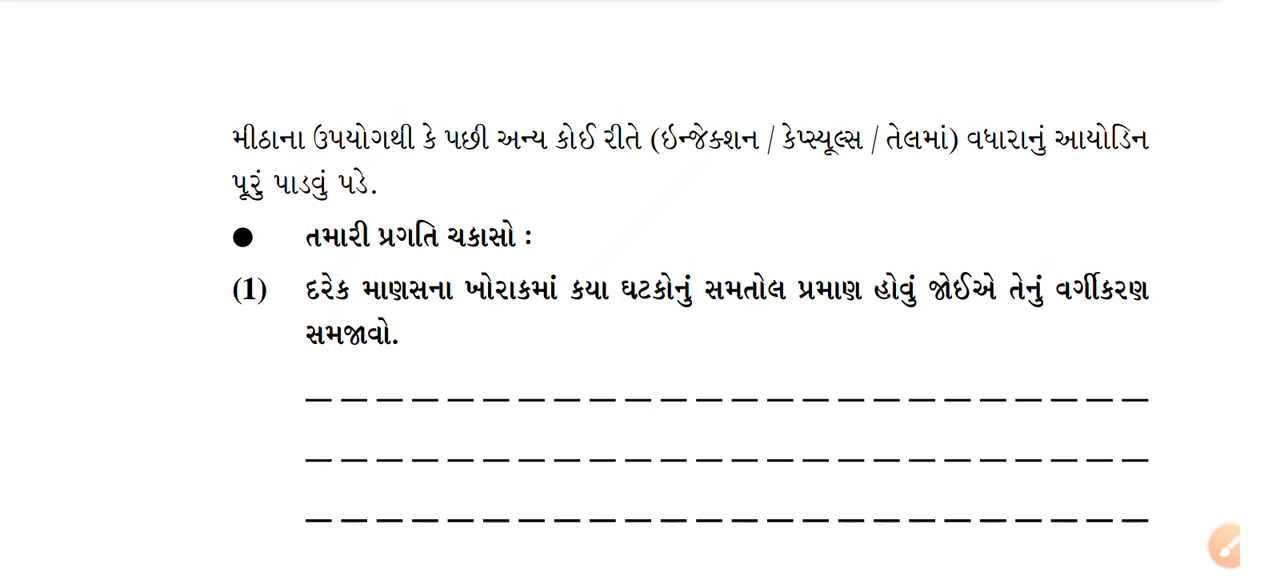 મીઠાના ઉપયોગથી કે પછી અન્ય કોઈ રીતે (ઇન્જેક્શન / કેપ્સ્યૂલ્સ / તેલમાં) વધારાનું આયોડિન
પૂરું પાડવું પડે.
● તમારી પ્રગતિ ચકાસો :
(1) દરેક માણસના ખોરાકમાં કયા ઘટકોનું સમતોલ પ્રમાણ હોવું જોઈએ તેનું વર્ગીકરણ
સમજાવો.